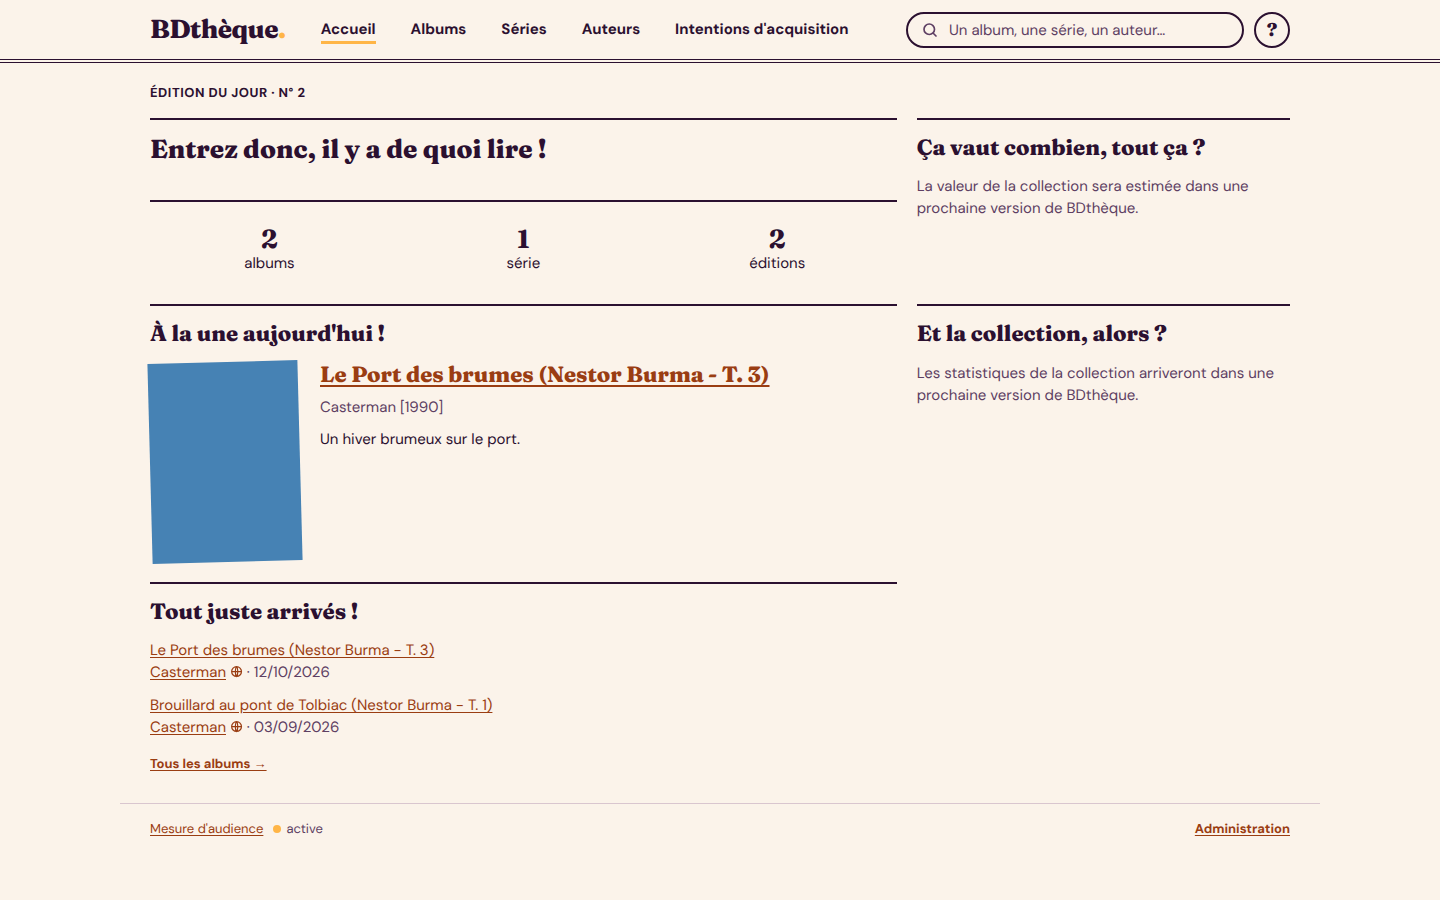 BDthèque.
Accueil
Albums
Séries
Auteurs
Intentions d'acquisition
Un album, une série, un auteur...
?
ÉDITION DU JOUR · N° 2
Entrez donc, il y a de quoi lire !
2
albums
1
série
2
éditions
Ça vaut combien, tout ça ?
La valeur de la collection sera estimée dans une
prochaine version de BDthèque.
À la une aujourd'hui !
Le Port des brumes (Nestor Burma - T. 3)
Casterman [1990]
Un hiver brumeux sur le port.
Et la collection, alors ?
Les statistiques de la collection arriveront dans une
prochaine version de BDthèque.
Tout juste arrivés !
Le Port des brumes (Nestor Burma - T. 3)
Casterman · 12/10/2026
Brouillard au pont de Tolbiac (Nestor Burma - T. 1)
Casterman · 03/09/2026
Tous les albums →
Mesure d'audience active
Administration